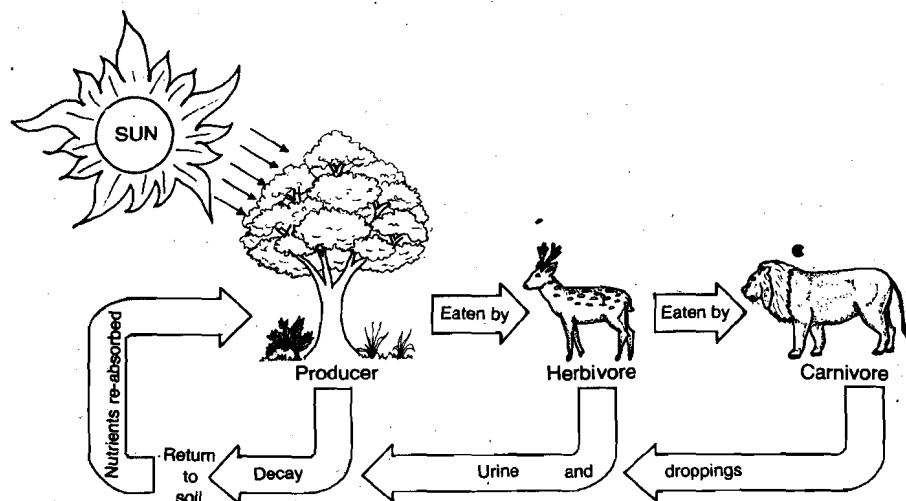 SUN
Eaten by
Eaten by
Producer
Herbivore
Carnivore
Nutrients re-absorbed
Return
to
soil
Decay
Urine and droppings